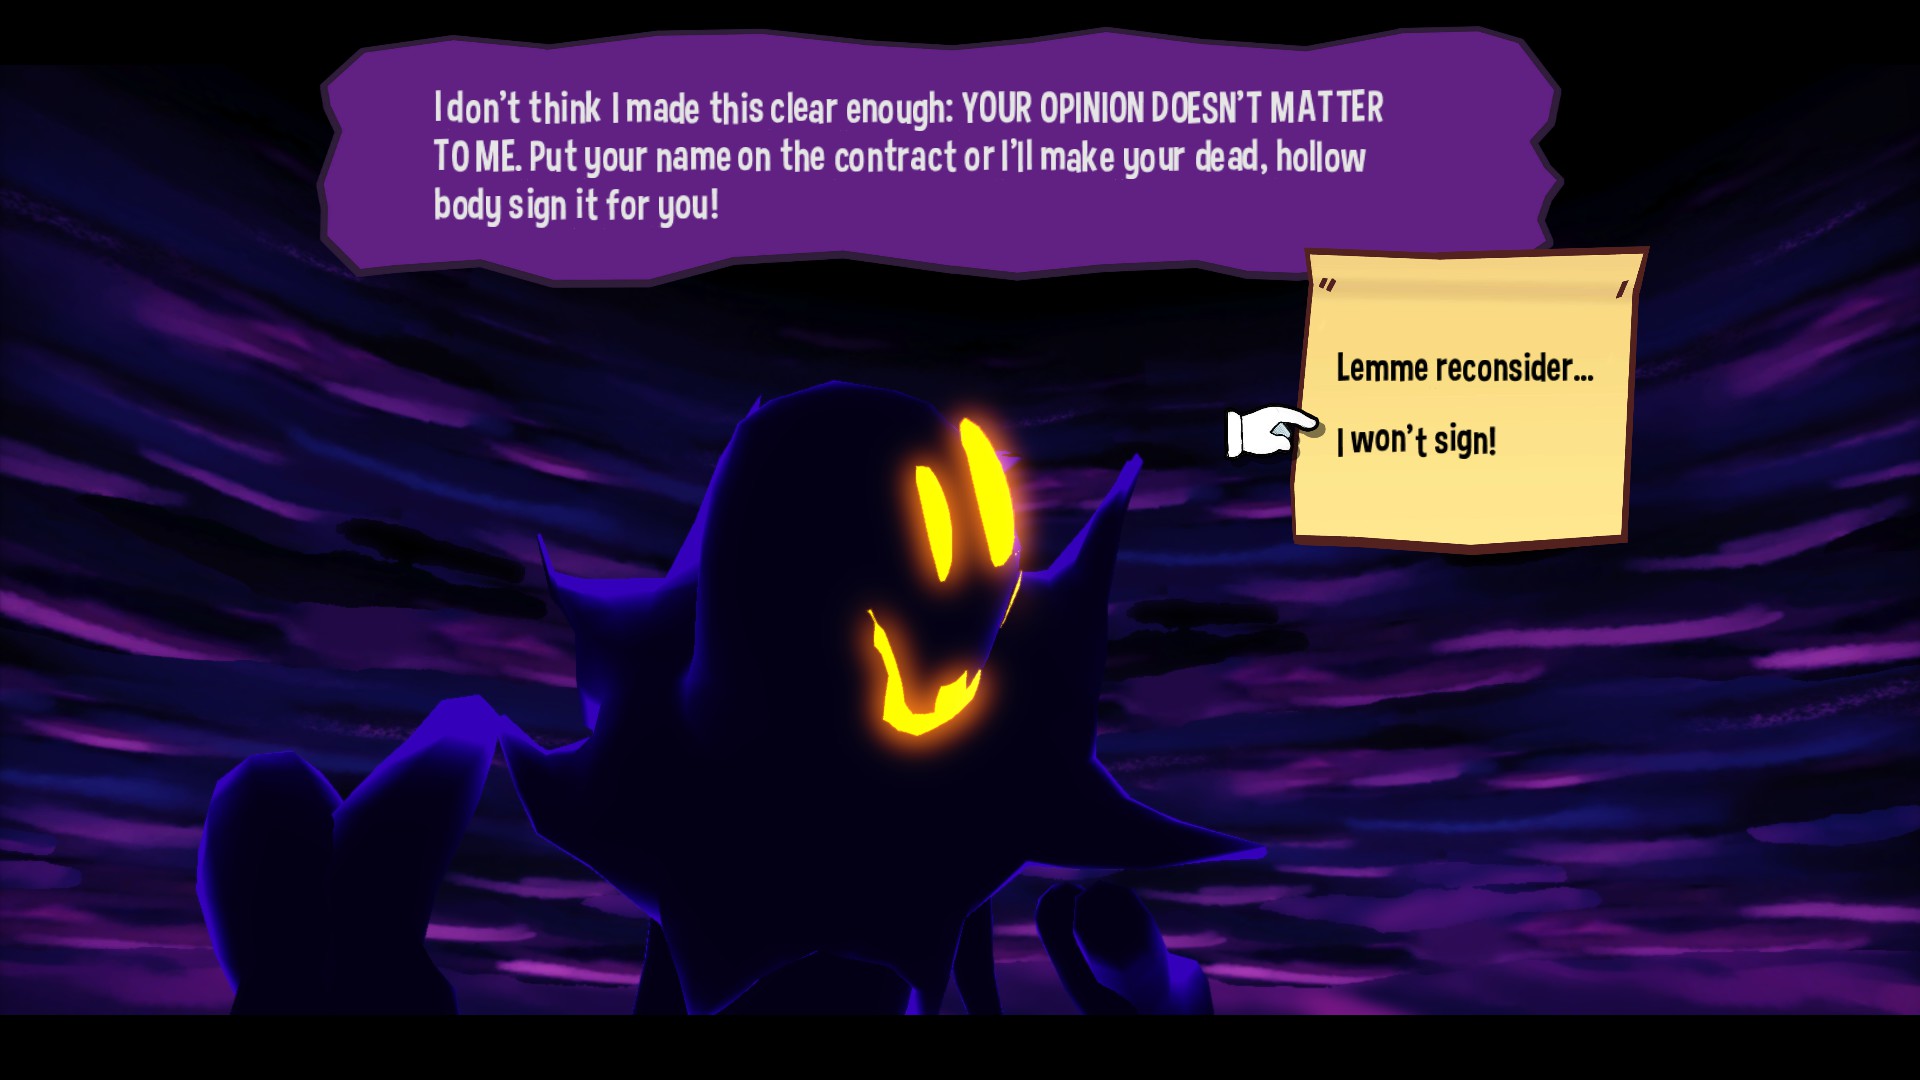 I don't think I made this clear enough: YOUR OPINION DOESN'T MATTER
TO ME. Put your name on the contract or I'll make your dead, hollow
body sign it for you!
Lemme reconsider...
I won't sign!